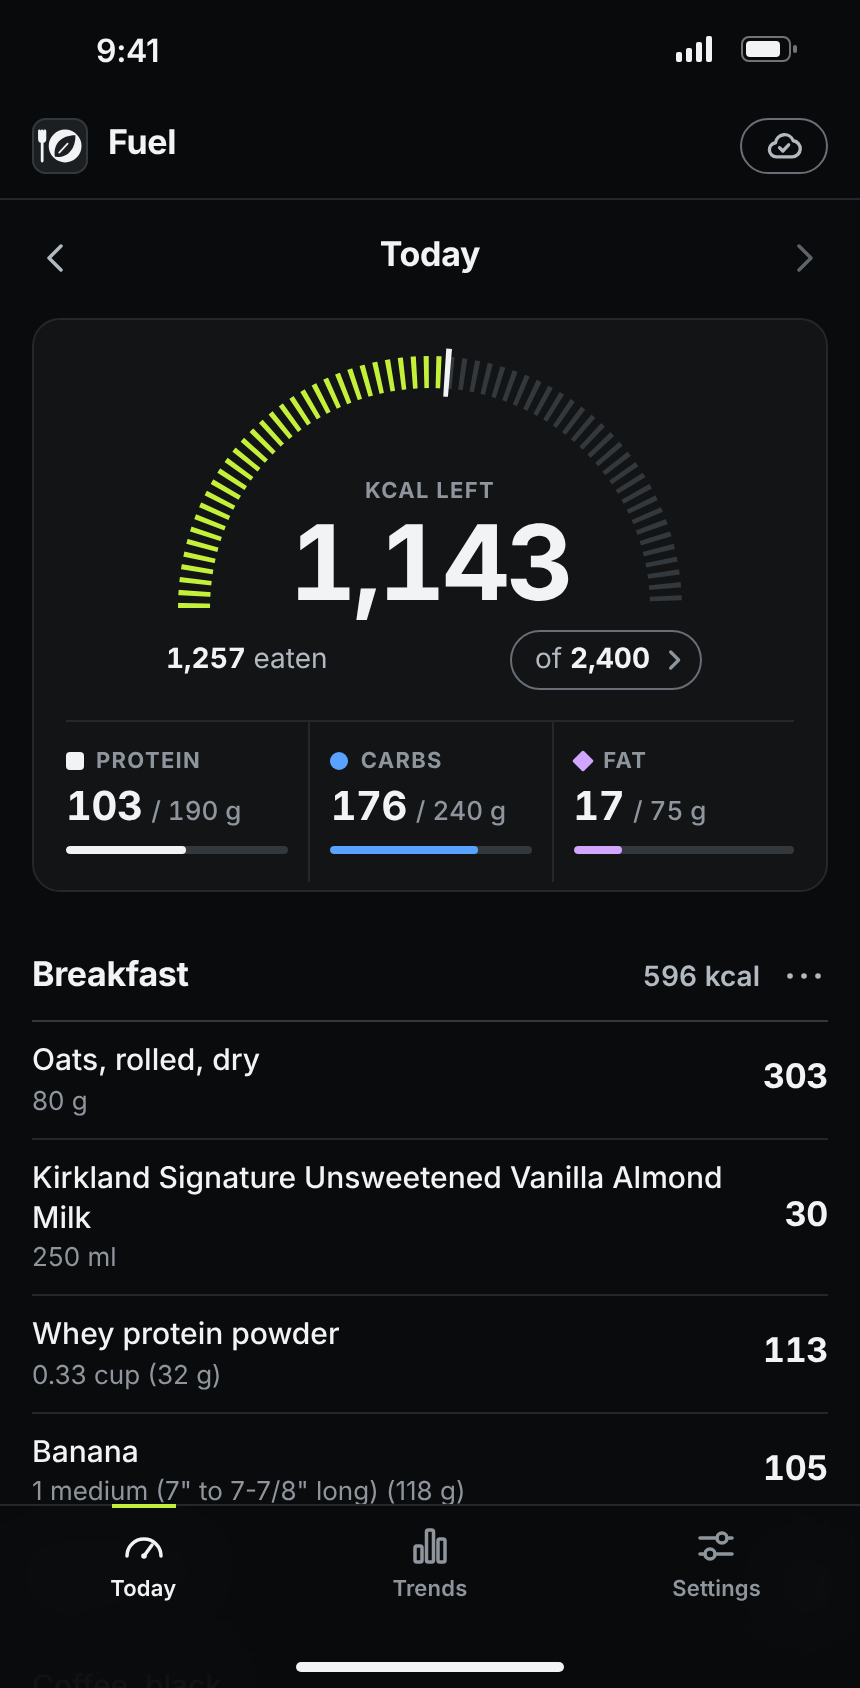 9:41
Fuel
Today
KCAL LEFT
1,143
1,257 eaten
of 2,400
PROTEIN
103 / 190 g
CARBS
176 / 240 g
FAT
17 / 75 g
Breakfast
596 kcal
Oats, rolled, dry
80 g
303
Kirkland Signature Unsweetened Vanilla Almond
Milk
250 ml
30
Whey protein powder
0.33 cup (32 g)
113
Banana
1 medium (7" to 7-7/8" long) (118 g)
105
Today
Trends
Settings
Coffee, black